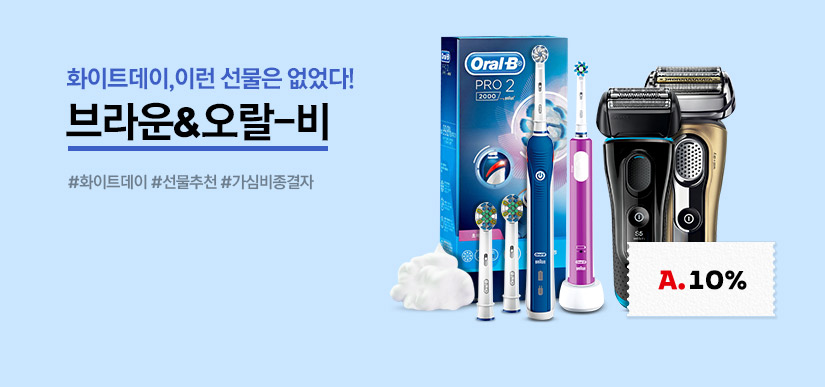 화이트데이,이런 선물은 없었다!
브라운&오랄-비
#화이트데이 #선물추천 #가심비종결자
Oral-B
PRO 2
2000
A.10%
S5